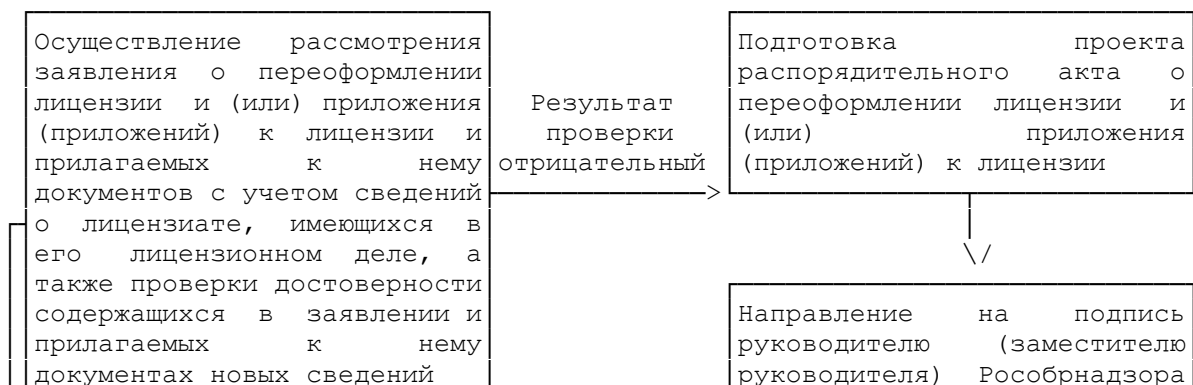 Осуществление рассмотрения
заявления о переоформлении
лицензии и (или) приложения
(приложений) к лицензии и
прилагаемых к нему
документов с учетом сведений
о лицензиате, имеющихся в
его лицензионном деле, а
также проверки достоверности
содержащихся в заявлении и
прилагаемых к нему
документах новых сведений
Результат
проверки
отрицательный
Подготовка проекта
распорядительного акта о
переоформлении лицензии и
(или) приложения
(приложений) к лицензии
Направление на подпись
руководителю (заместителю
руководителя) Рособрнадзора